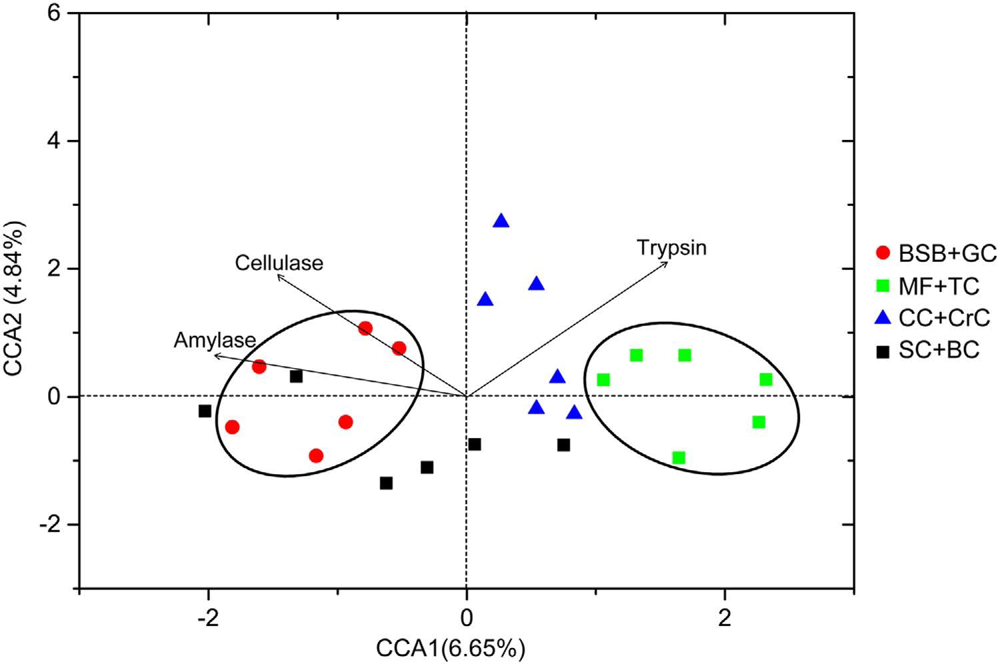 6
4
2
0
-2
CCA2 (4.84%)
Cellulase
Amylase
Trypsin
BSB+GC
MF+TC
CC+CrC
SC+BC
-2
0
2
CCA1(6.65%)